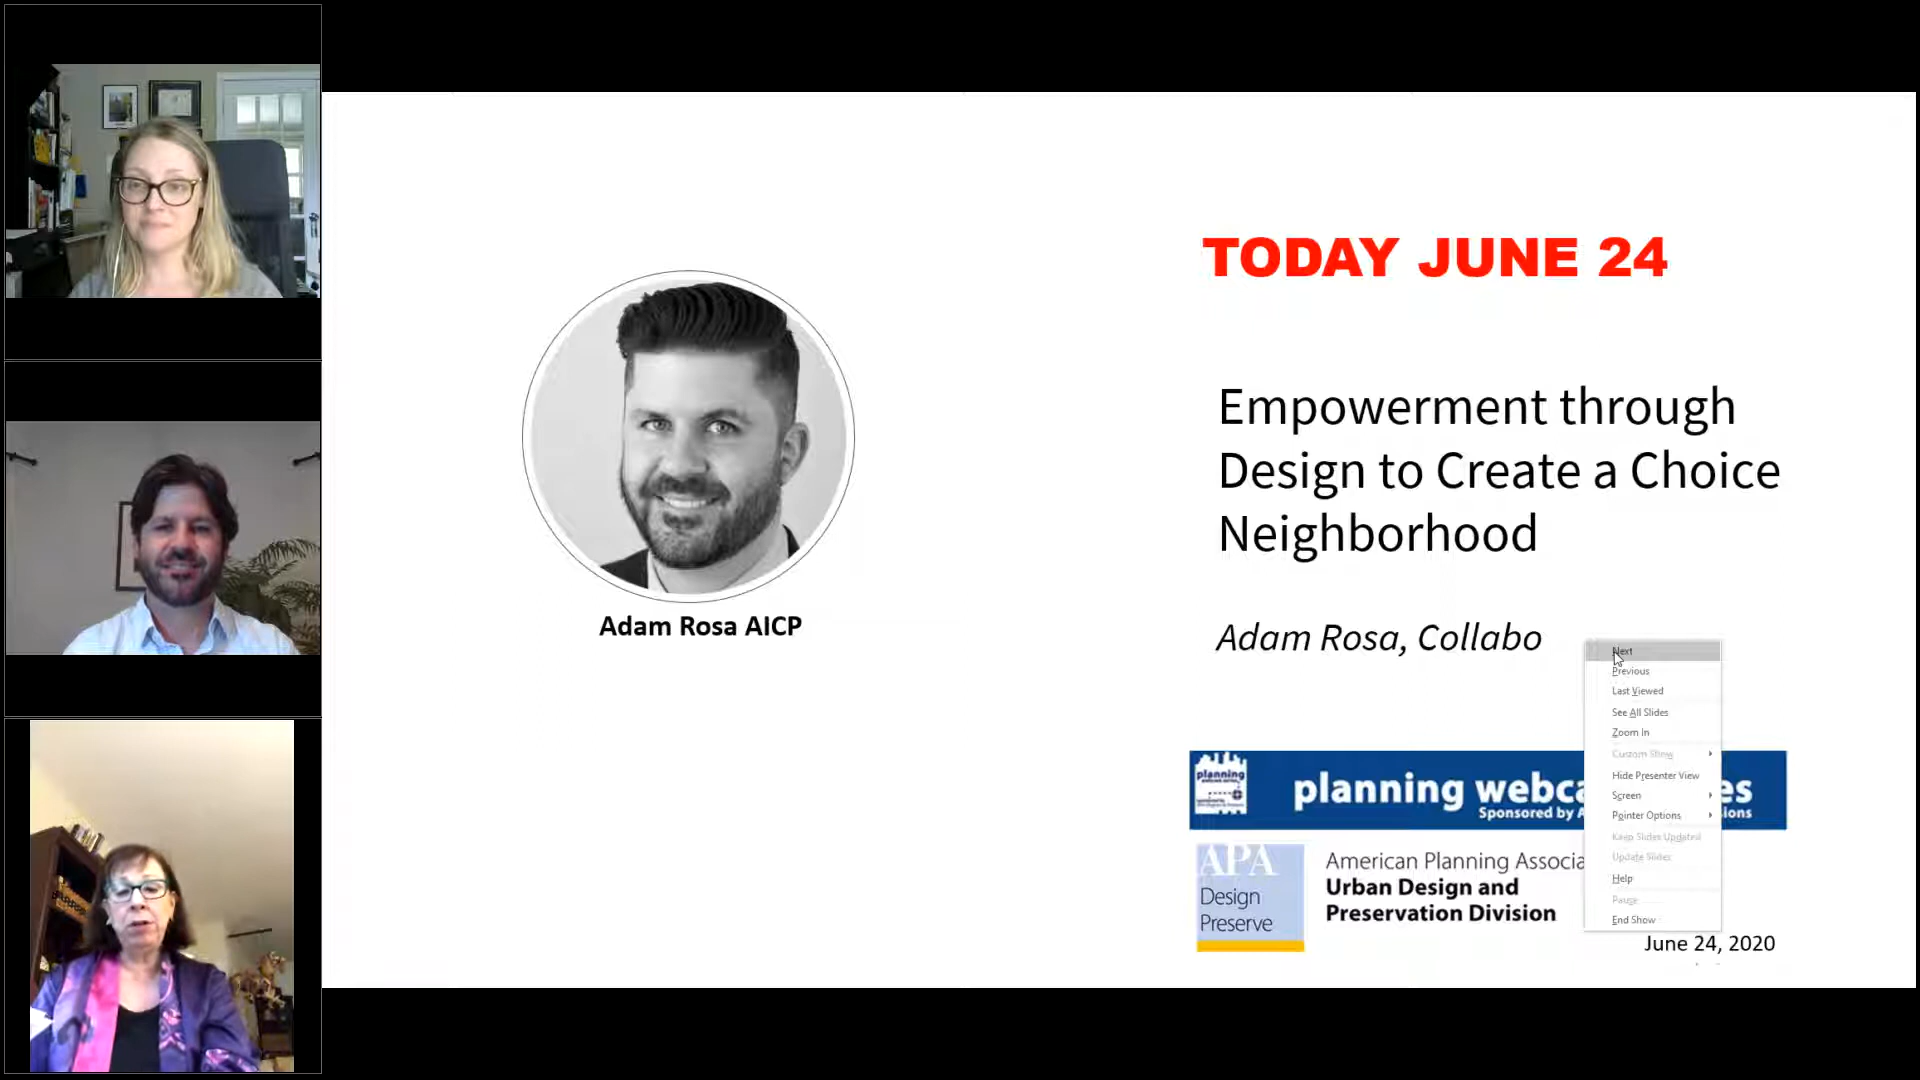 TODAY JUNE 24
Empowerment through
Design to Create a Choice
Neighborhood
Adam Rosa AICP
Adam Rosa, Collabo
Next
Previous
Last Viewed
See All Slides
Zoom In
Custom Show
Hide Presenter View
Screen
Pointer Options
Keep Slides Updated
Update Slides
Help
Pause
End Show
planning
planning webca es
Sponsored by A ions
APA
Design
Preserve
American Planning Associa
Urban Design and
Preservation Division
June 24, 2020